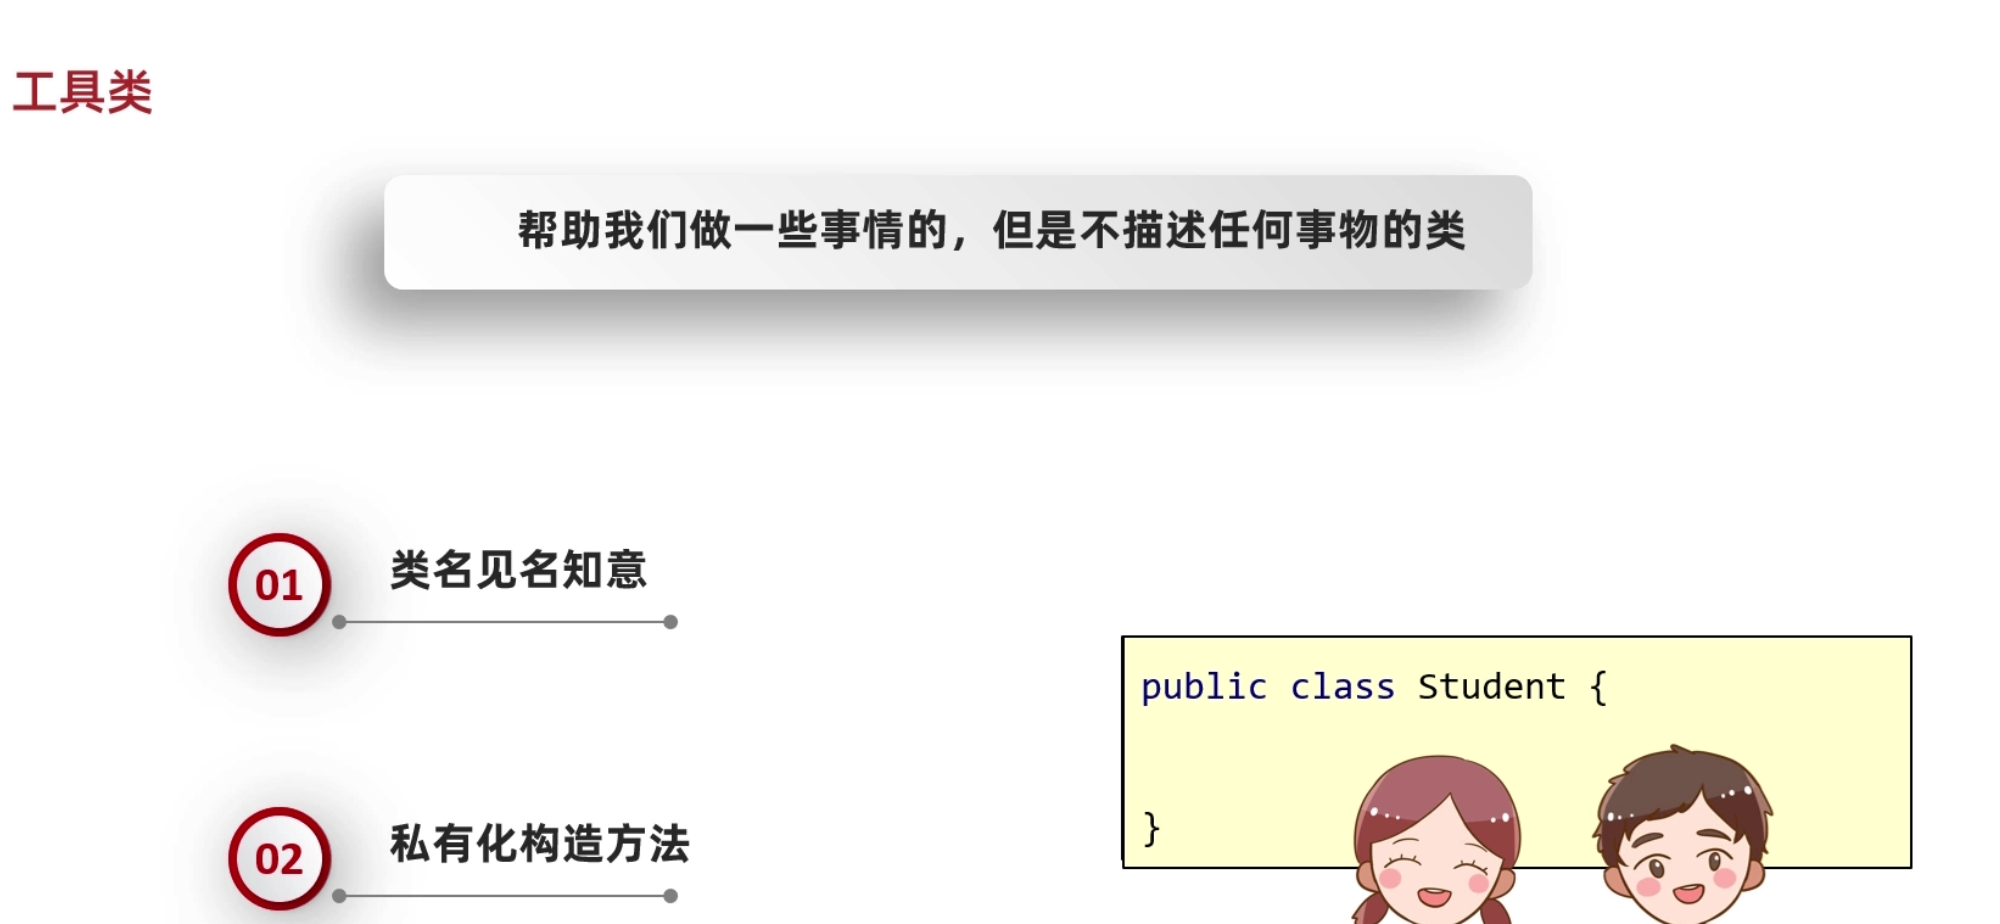 工具类
帮助我们做一些事情的，但是不描述任何事物的类
01
类名见名知意
02
私有化构造方法
public class Student {
}